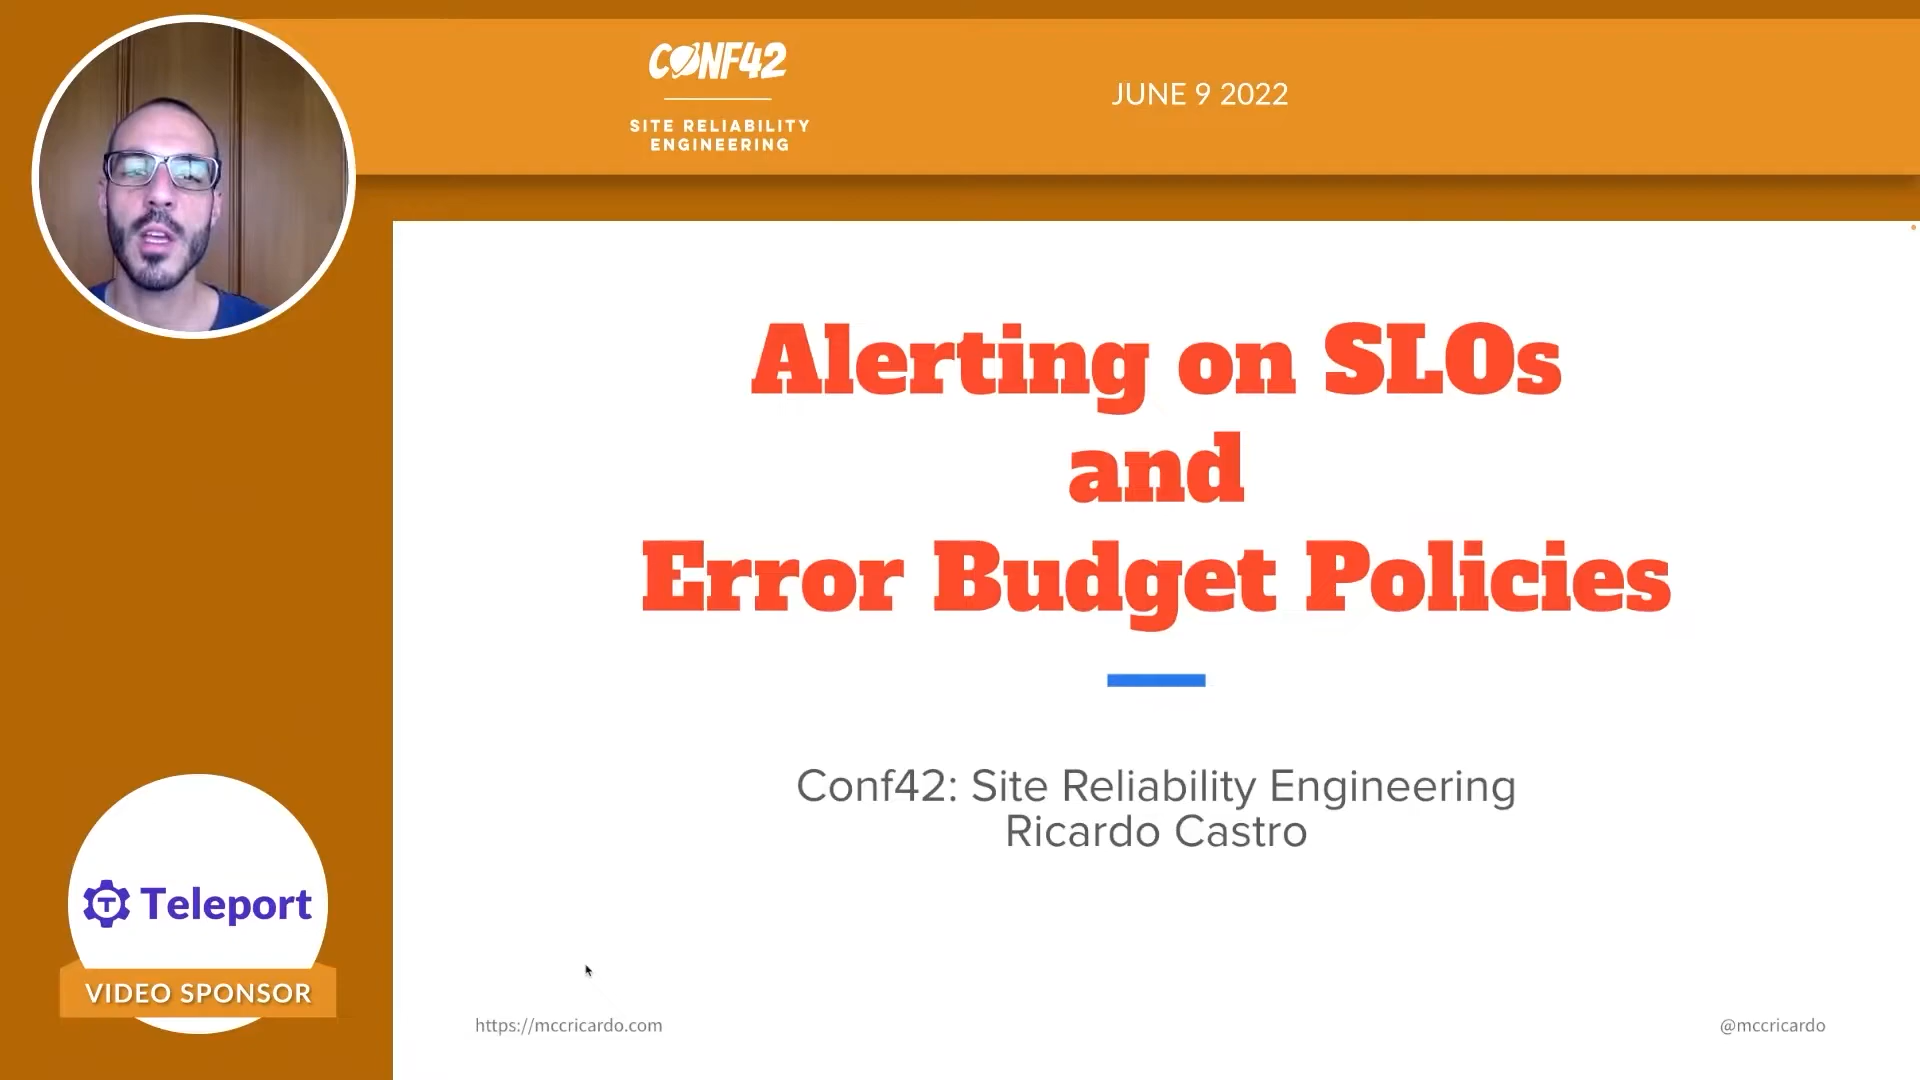 CONF42
SITE RELIABILITY
ENGINEERING
JUNE 9 2022
Alerting on SLOs
and
Error Budget Policies
Conf42: Site Reliability Engineering
Ricardo Castro
Teleport
VIDEO SPONSOR
https://mccricardo.com
@mccricardo